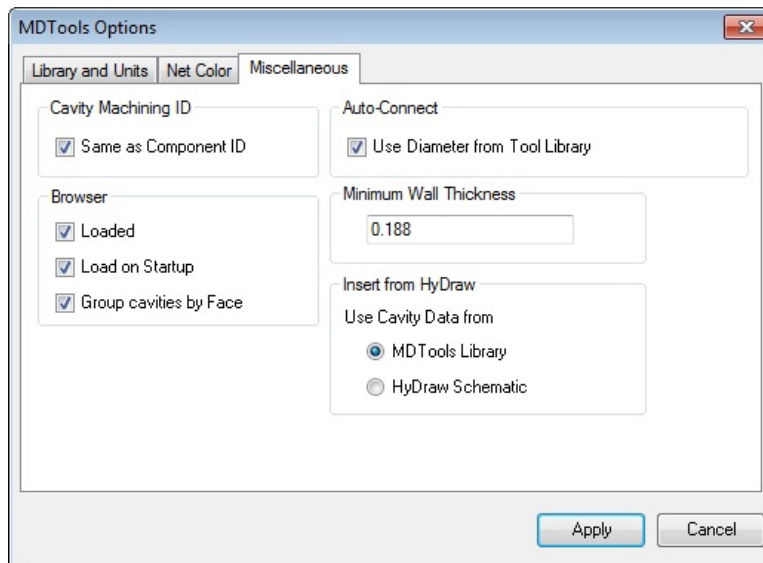 MDTools Options
Library and Units
Net Color
Miscellaneous
Cavity Machining ID
Same as Component ID
Browser
Loaded
Load on Startup
Group cavities by Face
Auto-Connect
Use Diameter from Tool Library
Minimum Wall Thickness
0.188
Insert from HyDraw
Use Cavity Data from
MDTools Library
HyDraw Schematic
Apply
Cancel